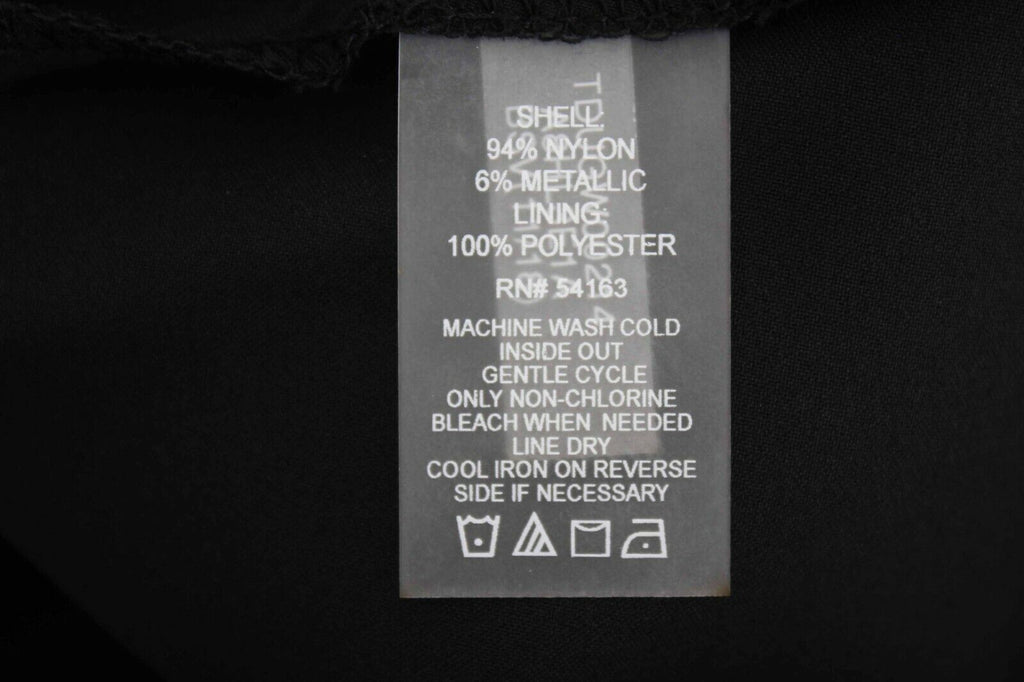 SHELL:
94% NYLON
6% METALLIC
LINING:
100% POLYESTER
RN# 54163
MACHINE WASH COLD
INSIDE OUT
GENTLE CYCLE
ONLY NON-CHLORINE
BLEACH WHEN NEEDED
LINE DRY
COOL IRON ON REVERSE
SIDE IF NECESSARY